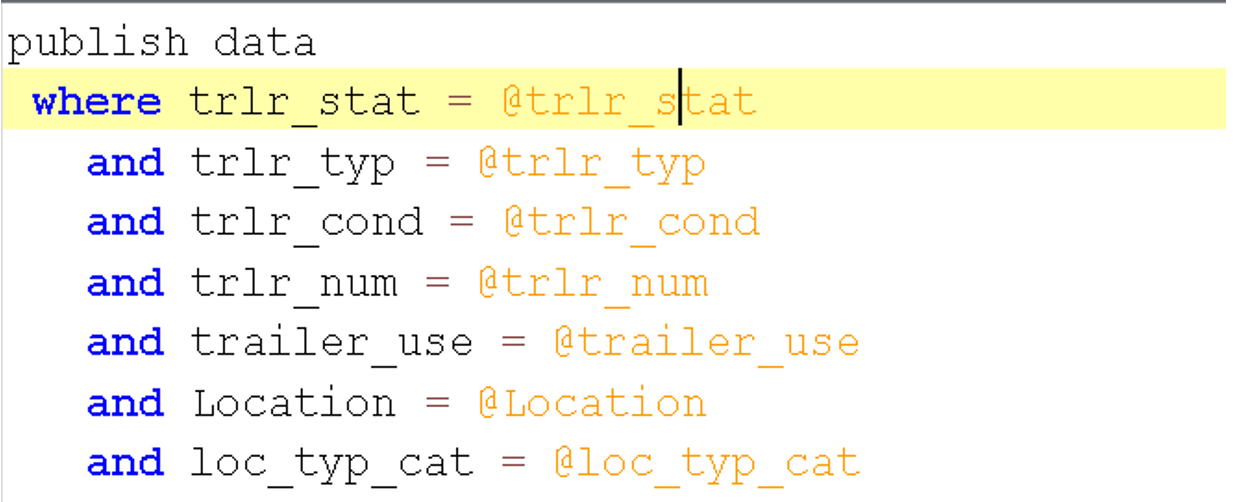 publish data
where trlr_stat = @trlr_stat
and trlr_typ = @trlr_typ
and trlr_cond = @trlr_cond
and trlr_num = @trlr_num
and trailer_use = @trailer_use
and Location = @Location
and loc_typ_cat = @loc_typ_cat